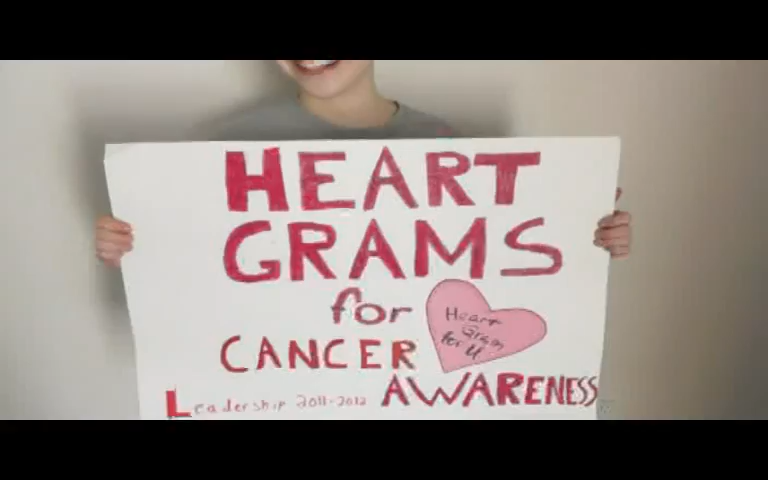 HEART
GRAMS
for
Heart
Gram
for U
CANCER
AWARENESS
Leadership 2011-2012